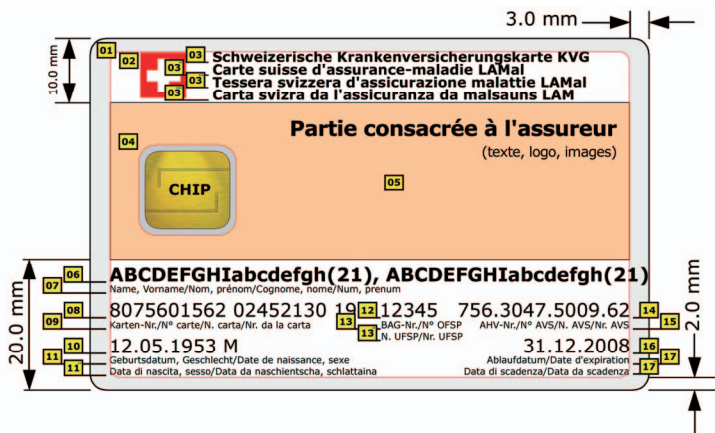 3.0 mm
01
02
03 Schweizerische Krankenversicherungskarte KVG
03 Carte suisse d'assurance-maladie LAMal
03 Tessera svizzera d'assicurazione malattie LAMal
03 Carta svizra da l'assicuranza da malsauns LAM
10.0 mm
Partie consacrée à l'assureur
(texte, logo, images)
04
CHIP
05
06 ABCDEFGHIabcdefgh(21), ABCDEFGHIabcdefgh(21)
07 Name, Vorname/Nom, prénom/Cognome, nome/Num, prenum
08 8075601562 02452130 19 12 12345 756.3047.5009.62 14
09 Karten-Nr./N° carte/N. carta/Nr. da la carta 13 BAG-Nr./N° OFSP AHV-Nr./N° AVS/N. AVS/Nr. AVS 15
13 N. UFSP/Nr. UFSP
10 12.05.1953 M 31.12.2008 16
11 Geburtsdatum, Geschlecht/Date de naissance, sexe Ablaufdatum/Date d'expiration 17
11 Data di nascita, sesso/Data da naschientscha, schlattaina Data di scadenza/Data da scadenza 17
20.0 mm
2.0 mm